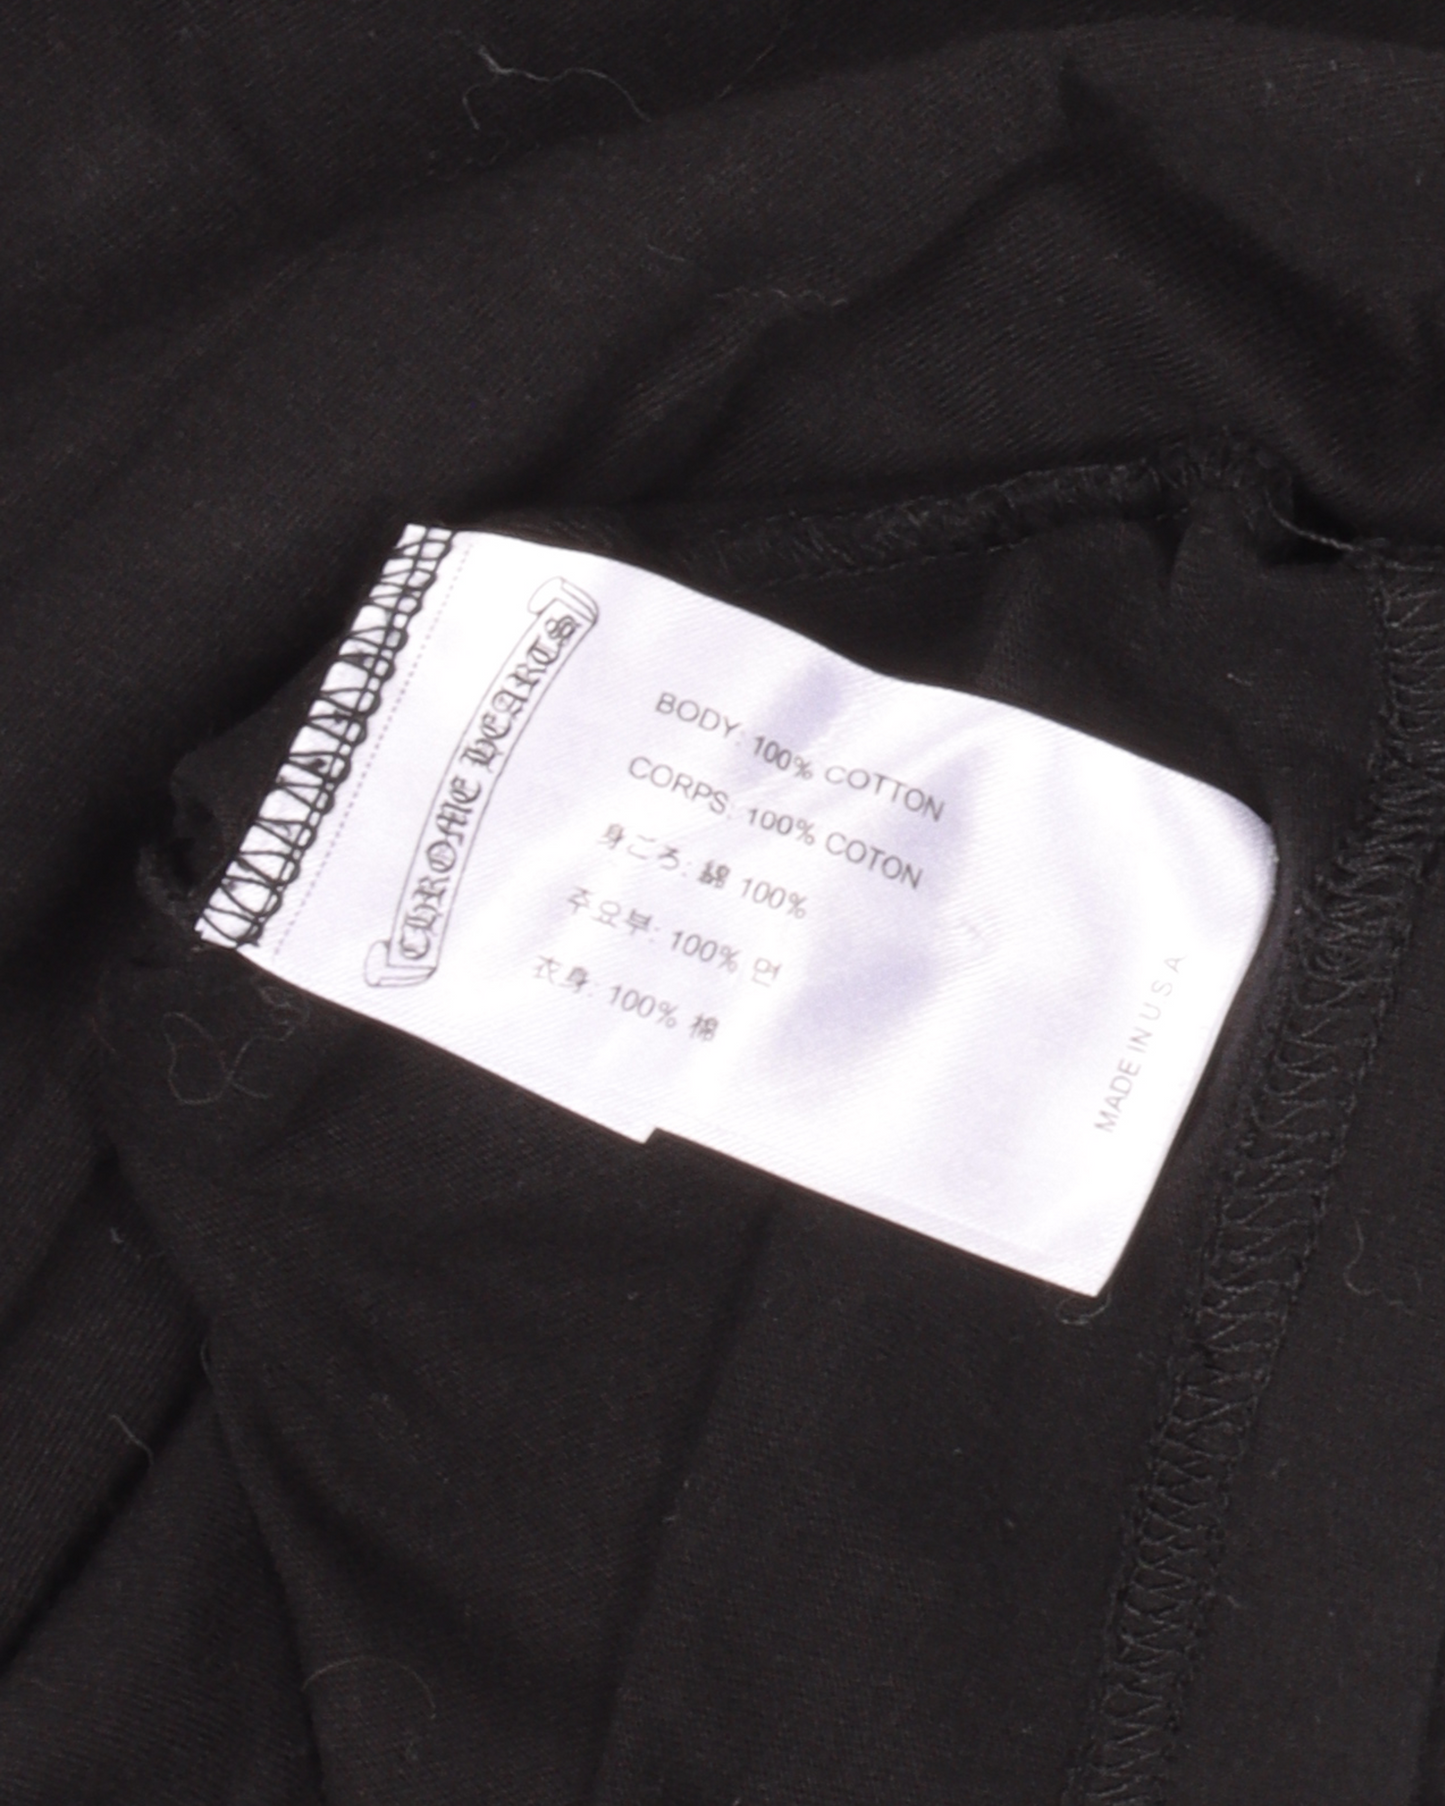 CHROME HEARTS
BODY: 100% COTTON
CORPS: 100% COTON
身ごろ: 綿 100%
주요부: 100% 면
衣身: 100% 棉
MADE IN U S A